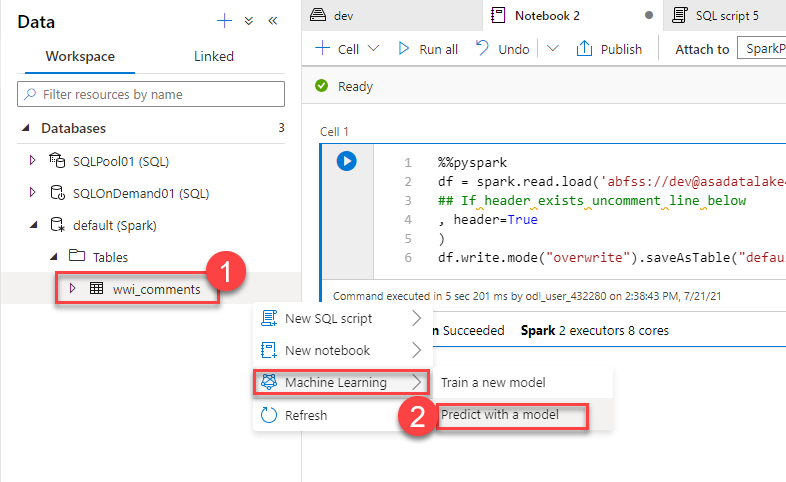 Data
Workspace
Linked
Filter resources by name
Databases
3
SQLPool01 (SQL)
SQLOnDemand01 (SQL)
default (Spark)
Tables
wwi_comments
1
dev
Notebook 2
SQL script 5
Cell
Run all
Undo
Publish
Attach to
SparkP
Ready
Cell 1
1 %%pyspark
2 df = spark.read.load('abfss://dev@asadatalake4
3 ## If header exists uncomment line below
4 , header=True
5 )
6 df.write.mode("overwrite").saveAsTable("defau
Command executed in 5 sec 201 ms by odl_user_432280 on 2:38:43 PM, 7/21/21
n Succeeded Spark 2 executors 8 cores
New SQL script
New notebook
Machine Learning
Refresh
2
Train a new model
Predict with a model